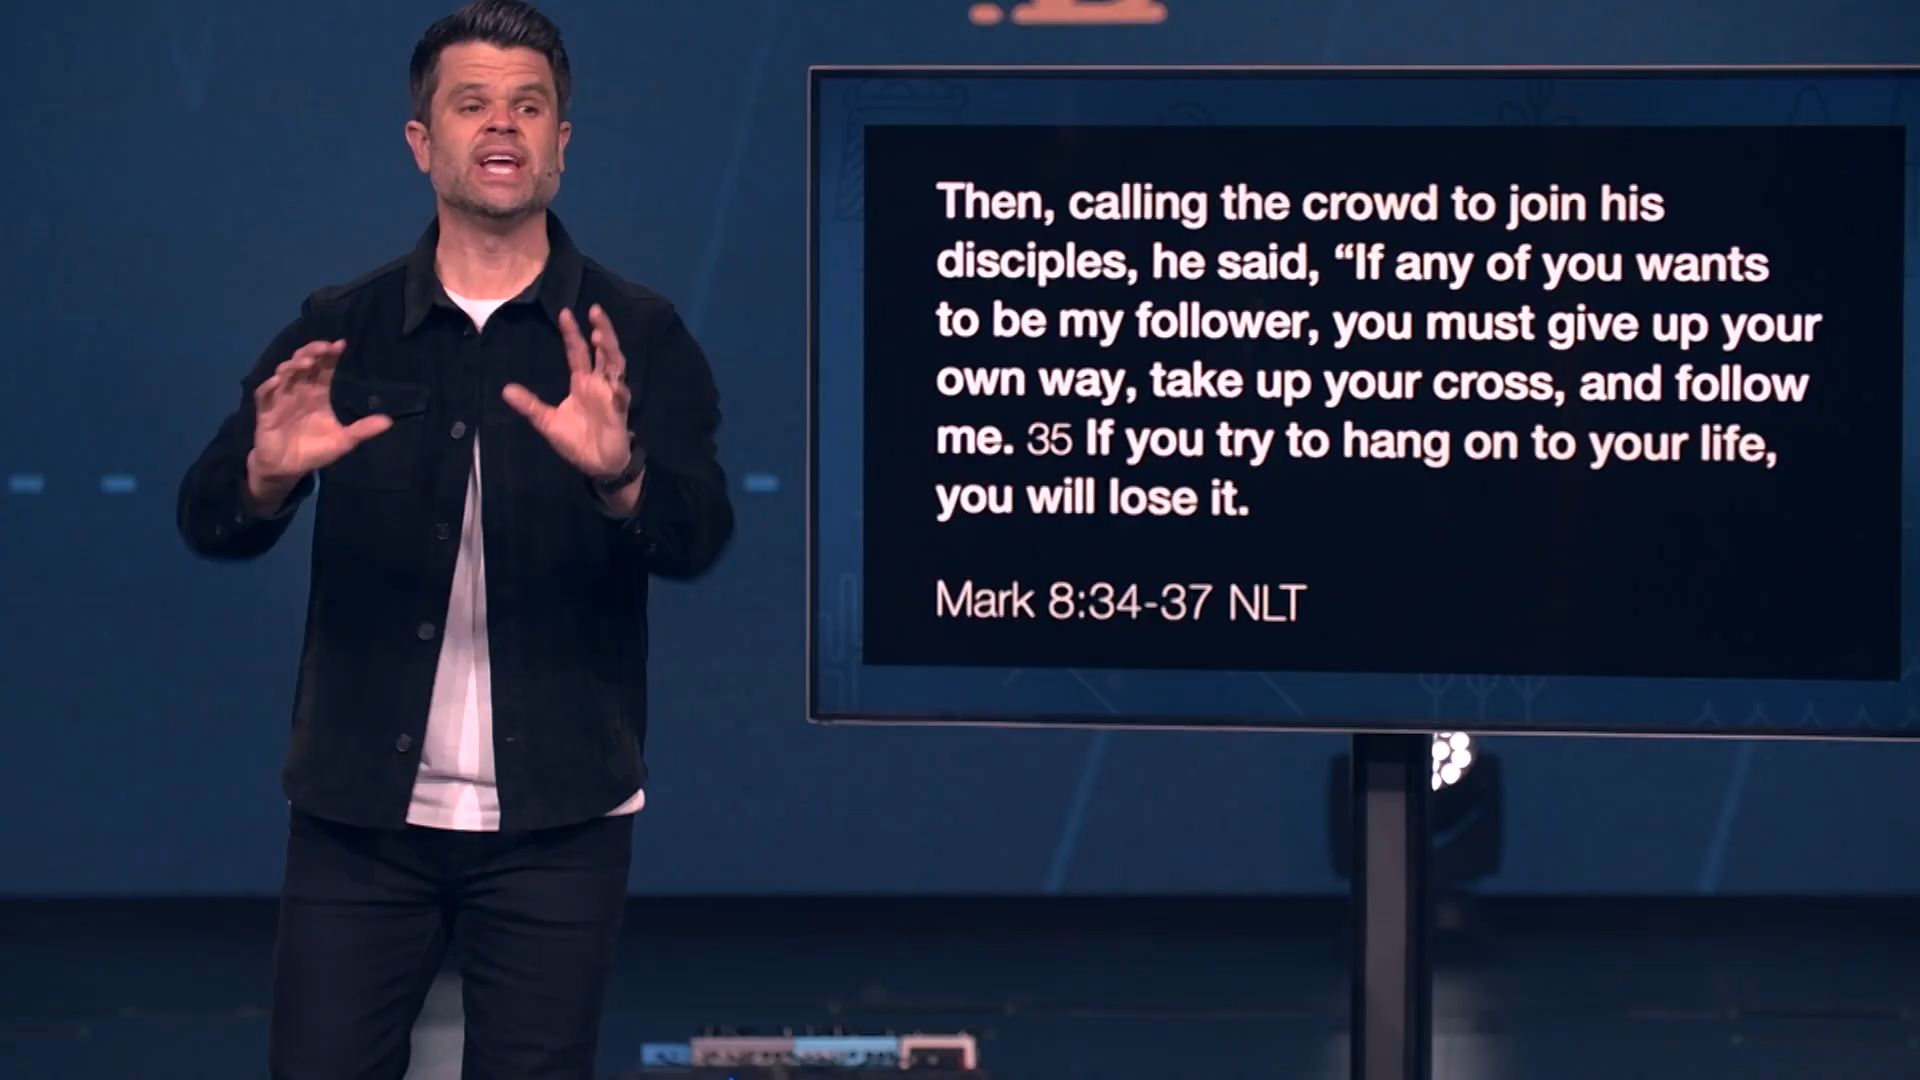 Then, calling the crowd to join his
disciples, he said, “If any of you wants
to be my follower, you must give up your
own way, take up your cross, and follow
me. 35 If you try to hang on to your life,
you will lose it.
Mark 8:34-37 NLT